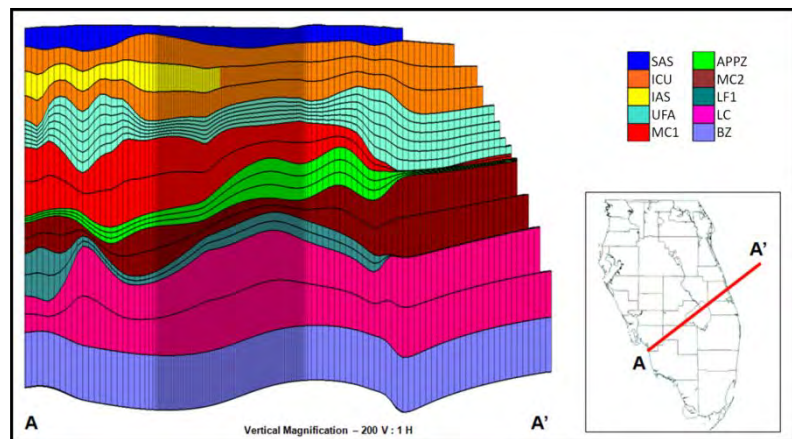 SAS
ICU
IAS
UFA
MC1
APPZ
MC2
LF1
LC
BZ
A'
A
A
Vertical Magnification – 200 V : 1 H
A'